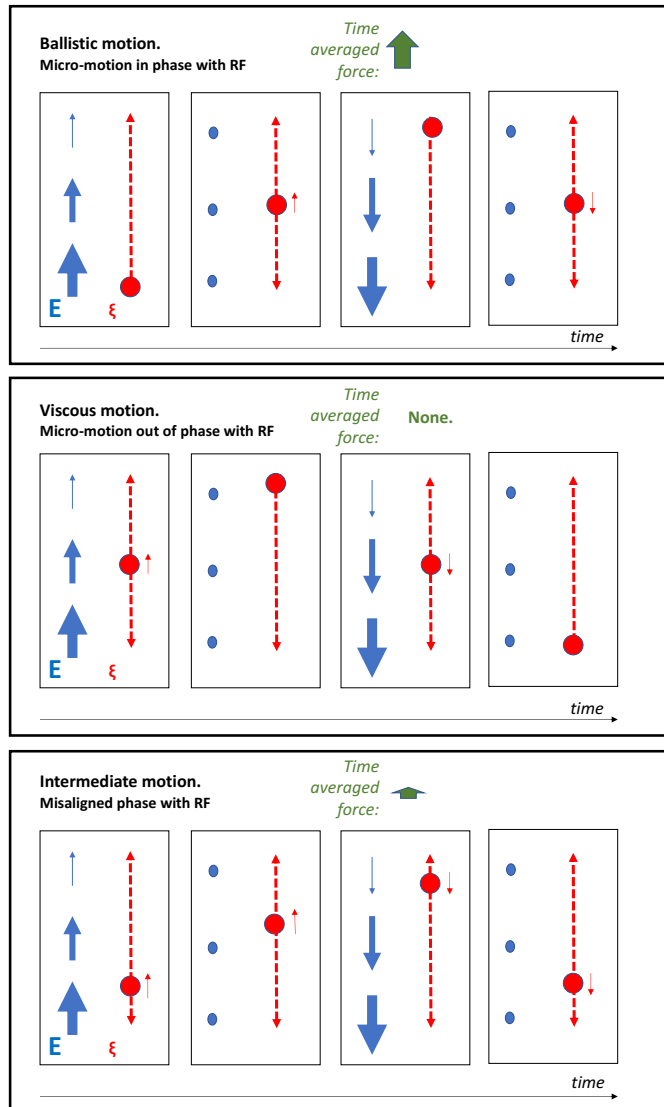 Ballistic motion.
Micro-motion in phase with RF
Time
averaged
force:
E
ξ
time
Viscous motion.
Micro-motion out of phase with RF
Time
averaged
force:
None.
E
ξ
time
Intermediate motion.
Misaligned phase with RF
Time
averaged
force:
E
ξ
time